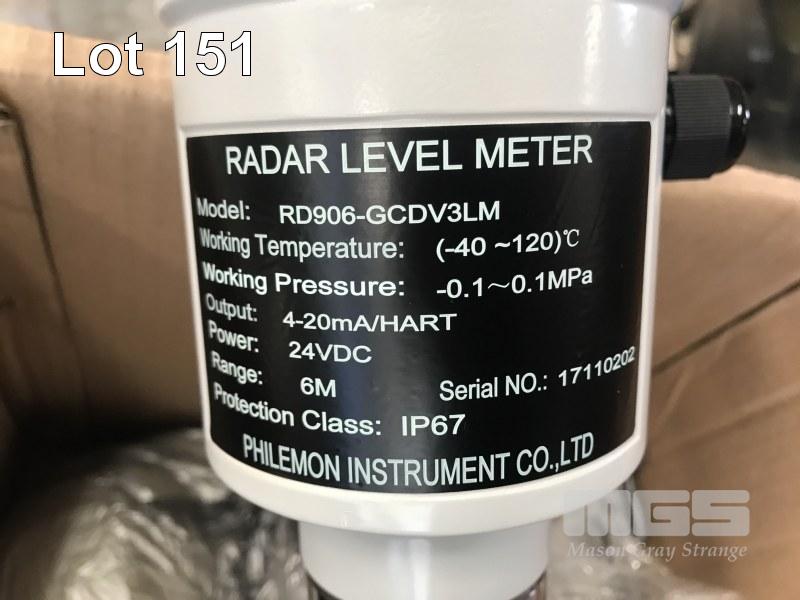 Lot 151
RADAR LEVEL METER
Model: RD906-GCDV3LM
Working Temperature: (-40 ~120)℃
Working Pressure: -0.1~0.1MPa
Output: 4-20mA/HART
Power: 24VDC
Range: 6M
Serial NO.: 17110202
Protection Class: IP67
PHILEMON INSTRUMENT CO.,LTD
MGS
Mason Gray Strange